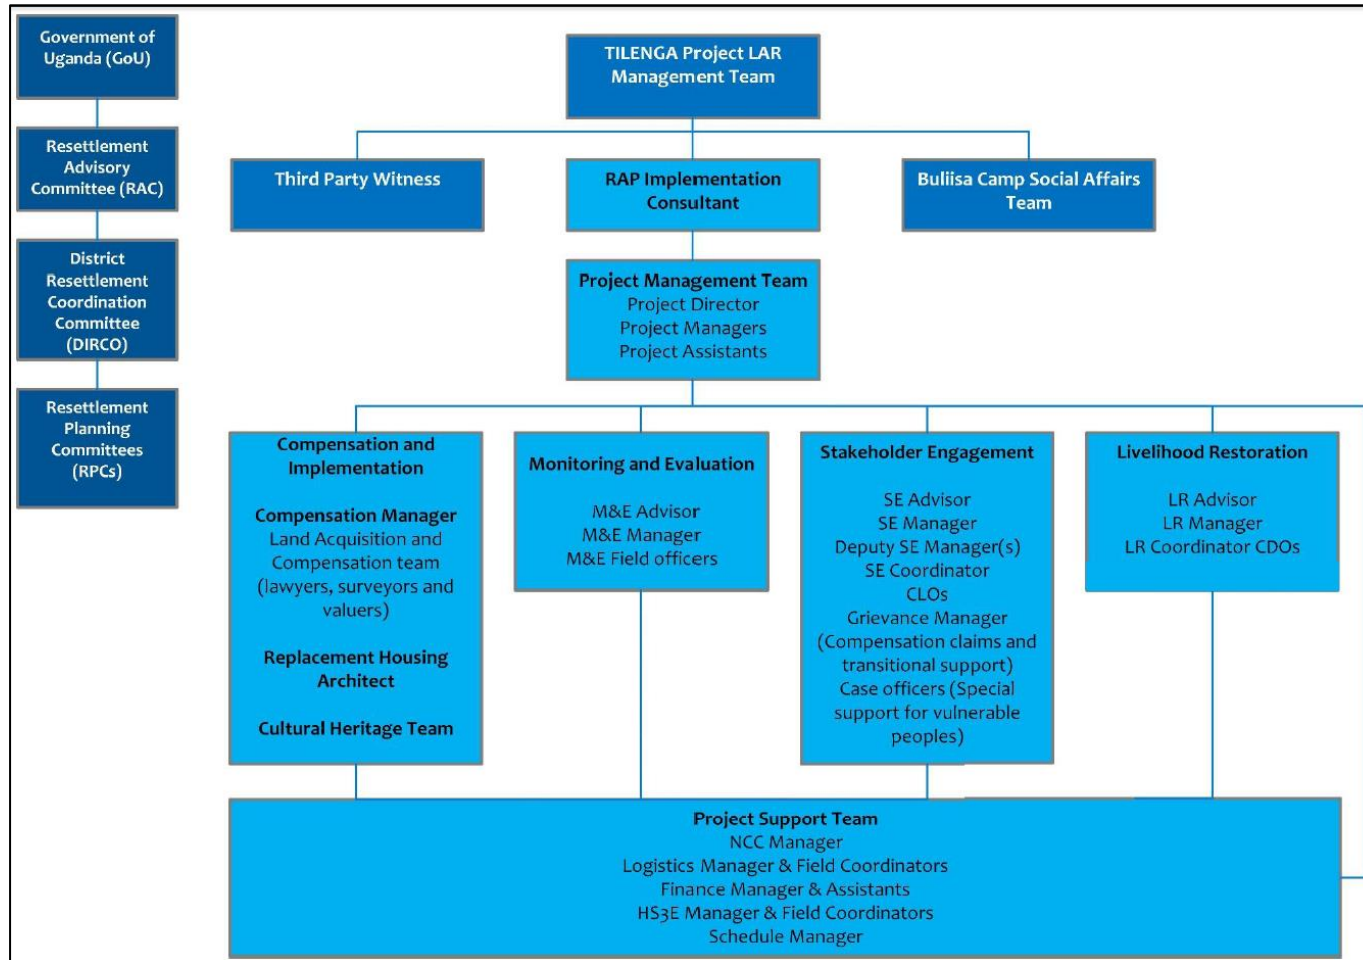 Government of
Uganda (GoU)
Resettlement
Advisory
Committee (RAC)
District
Resettlement
Coordination
Committee
(DIRCO)
Resettlement
Planning
Committees
(RPCs)
TILENGA Project LAR
Management Team
Third Party Witness
RAP Implementation
Consultant
Buliisa Camp Social Affairs
Team
Project Management Team
Project Director
Project Managers
Project Assistants
Compensation and
Implementation
Compensation Manager
Land Acquisition and
Compensation team
(lawyers, surveyors and
valuers)
Replacement Housing
Architect
Cultural Heritage Team
Monitoring and Evaluation
M&E Advisor
M&E Manager
M&E Field officers
Stakeholder Engagement
SE Advisor
SE Manager
Deputy SE Manager(s)
SE Coordinator
CLOs
Grievance Manager
(Compensation claims and
transitional support)
Case officers (Special
support for vulnerable
peoples)
Livelihood Restoration
LR Advisor
LR Manager
LR Coordinator CDOs
Project Support Team
NCC Manager
Logistics Manager & Field Coordinators
Finance Manager & Assistants
HS3E Manager & Field Coordinators
Schedule Manager